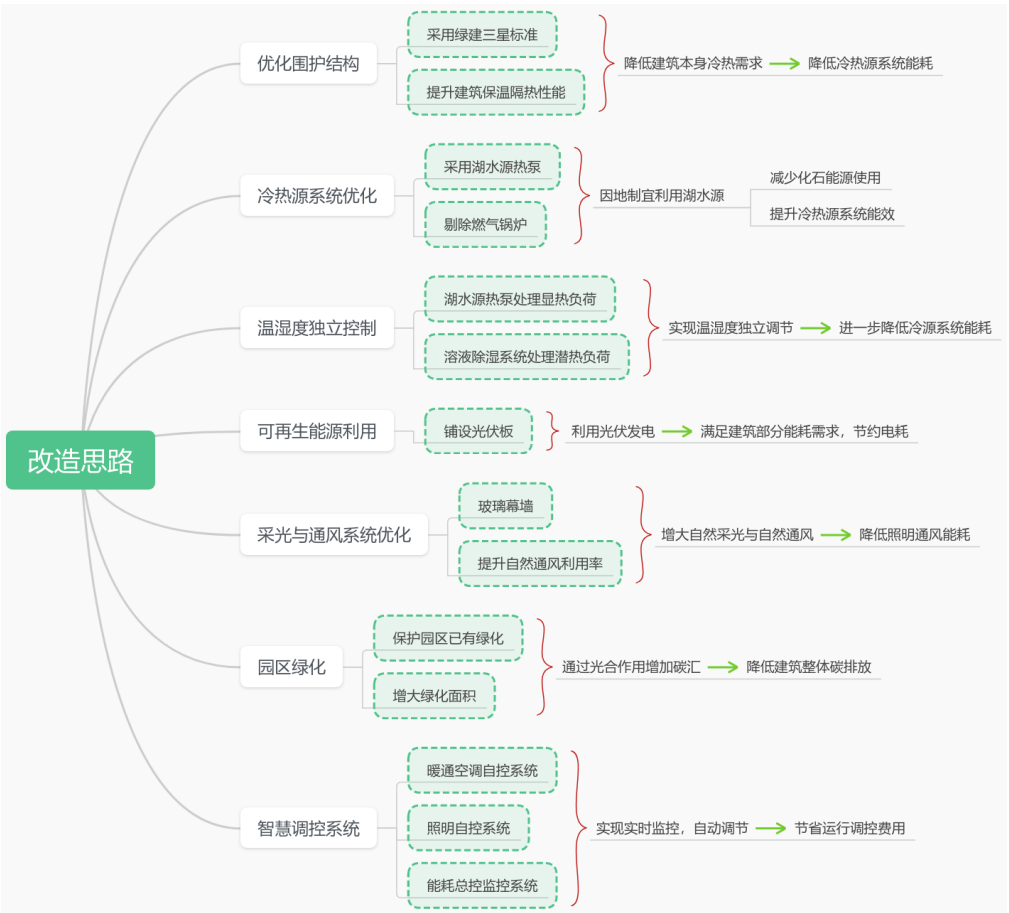 改造思路
优化围护结构
采用绿建三星标准
提升建筑保温隔热性能
降低建筑本身冷热需求
降低冷热源系统能耗
冷热源系统优化
采用湖水源热泵
剔除燃气锅炉
因地制宜利用湖水源
减少化石能源使用
提升冷热源系统能效
温湿度独立控制
湖水源热泵处理显热负荷
溶液除湿系统处理潜热负荷
实现温湿度独立调节
进一步降低冷源系统能耗
可再生能源利用
铺设光伏板
利用光伏发电
满足建筑部分能耗需求，节约电耗
采光与通风系统优化
玻璃幕墙
提升自然通风利用率
增大自然采光与自然通风
降低照明通风能耗
园区绿化
保护园区已有绿化
增大绿化面积
通过光合作用增加碳汇
降低建筑整体碳排放
智慧调控系统
暖通空调自控系统
照明自控系统
能耗总控监控系统
实现实时监控，自动调节
节省运行调控费用